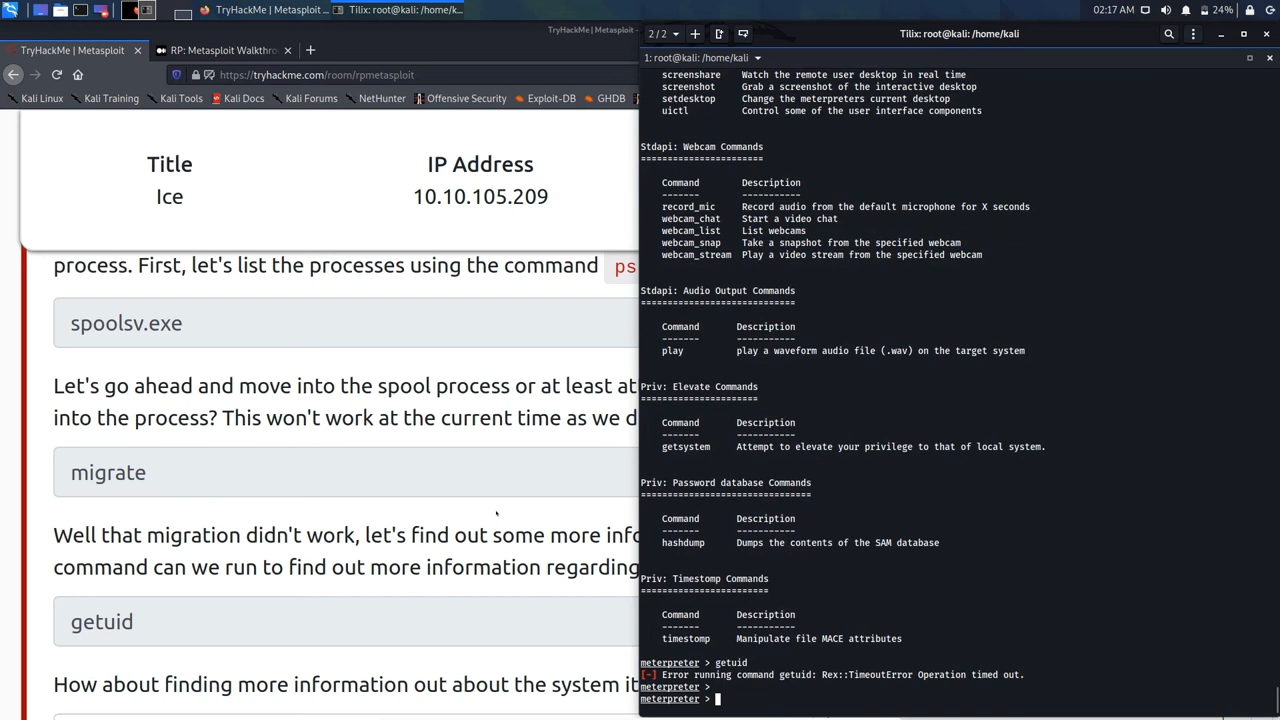 TryHackMe | Metasploit
Tilix: root@kali: /home/k...
02:17 AM
24%
TryHackMe | Metasploit
TryHackMe | Metasploit
RP: Metasploit Walkthro
https://tryhackme.com/room/rpmetasploit
Kali Linux
Kali Training
Kali Tools
Kali Docs
Kali Forums
NetHunter
Offensive Security
Exploit-DB
GHDB
Title
IP Address
Ice
10.10.105.209
process. First, let's list the processes using the command ps
spoolsv.exe
Let's go ahead and move into the spool process or at least at
into the process? This won't work at the current time as we d
migrate
Well that migration didn't work, let's find out some more info
command can we run to find out more information regarding
getuid
How about finding more information out about the system it
2 / 2
Tilix: root@kali: /home/kali
1: root@kali: /home/kali
screenshare Watch the remote user desktop in real time
screenshot Grab a screenshot of the interactive desktop
setdesktop Change the meterpreters current desktop
uictl Control some of the user interface components
Stdapi: Webcam Commands
=======================
Command Description
------- -----------
record_mic Record audio from the default microphone for X seconds
webcam_chat Start a video chat
webcam_list List webcams
webcam_snap Take a snapshot from the specified webcam
webcam_stream Play a video stream from the specified webcam
Stdapi: Audio Output Commands
=============================
Command Description
------- -----------
play play a waveform audio file (.wav) on the target system
Priv: Elevate Commands
======================
Command Description
------- -----------
getsystem Attempt to elevate your privilege to that of local system.
Priv: Password database Commands
================================
Command Description
------- -----------
hashdump Dumps the contents of the SAM database
Priv: Timestomp Commands
========================
Command Description
------- -----------
timestomp Manipulate file MACE attributes
meterpreter > getuid
[-] Error running command getuid: Rex::TimeoutError Operation timed out.
meterpreter >
meterpreter >